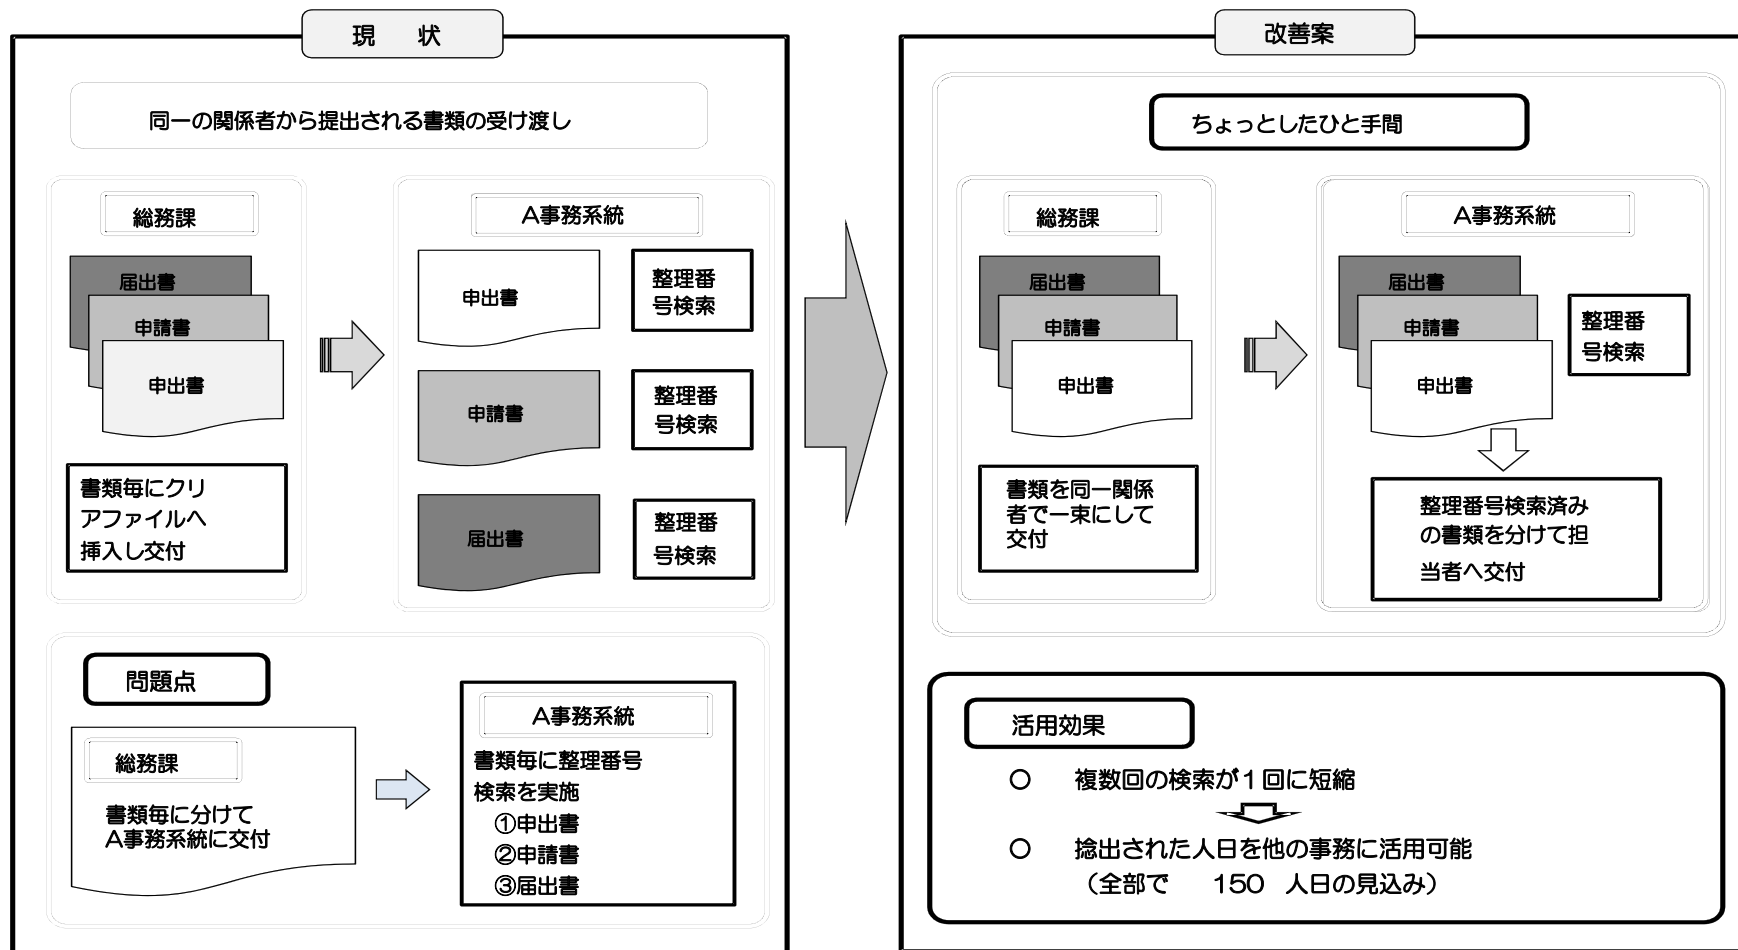 現　状
同一の関係者から提出される書類の受け渡し
総務課
届出書
申請書
申出書
書類毎にクリ
アファイルへ
挿入し交付
A事務系統
申出書
整理番
号検索
申請書
整理番
号検索
届出書
整理番
号検索
問題点
総務課
書類毎に分けて
A事務系統に交付
A事務系統
書類毎に整理番号
検索を実施
①申出書
②申請書
③届出書
改善案
ちょっとしたひと手間
総務課
届出書
申請書
申出書
書類を同一関係
者で一束にして
交付
A事務系統
届出書
申請書
申出書
整理番
号検索
整理番号検索済み
の書類を分けて担
当者へ交付
活用効果
○　複数回の検索が１回に短縮
○　捻出された人日を他の事務に活用可能
（全部で　150　人日の見込み）